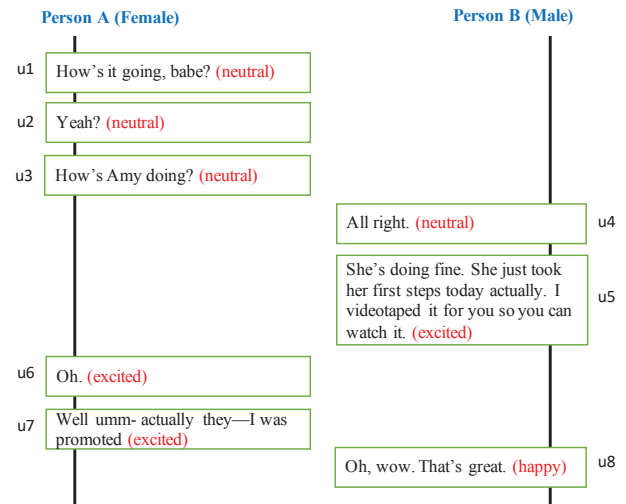 Person A (Female)
Person B (Male)
u1
How's it going, babe? (neutral)
u2
Yeah? (neutral)
u3
How's Amy doing? (neutral)
All right. (neutral)
u4
She's doing fine. She just took
her first steps today actually. I
videotaped it for you so you can
watch it. (excited)
u5
u6
Oh. (excited)
u7
Well umm- actually they—I was
promoted (excited)
Oh, wow. That's great. (happy)
u8